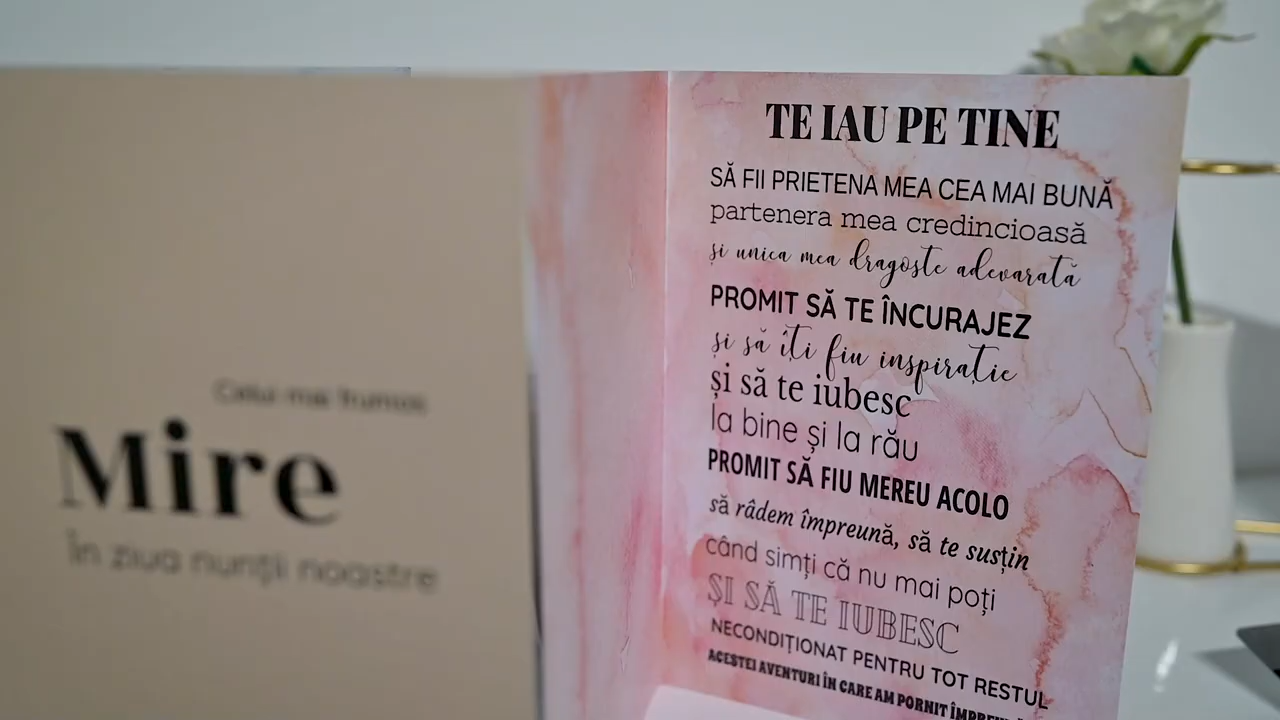 Celui mai frumos
Mire
În ziua nunții noastre
TE IAU PE TINE
SĂ FII PRIETENA MEA CEA MAI BUNĂ
partenera mea credincioasă
și unica mea dragoste adevarată
PROMIT SĂ TE ÎNCURAJEZ
și să îți fiu inspirație
și să te iubesc
la bine și la rău
PROMIT SĂ FIU MEREU ACOLO
să râdem împreună, să te susțin
când simți că nu mai poți
ȘI SĂ TE IUBESC
NECONDIȚIONAT PENTRU TOT RESTUL
ACESTEI AVENTURI ÎN CARE AM PORNIT